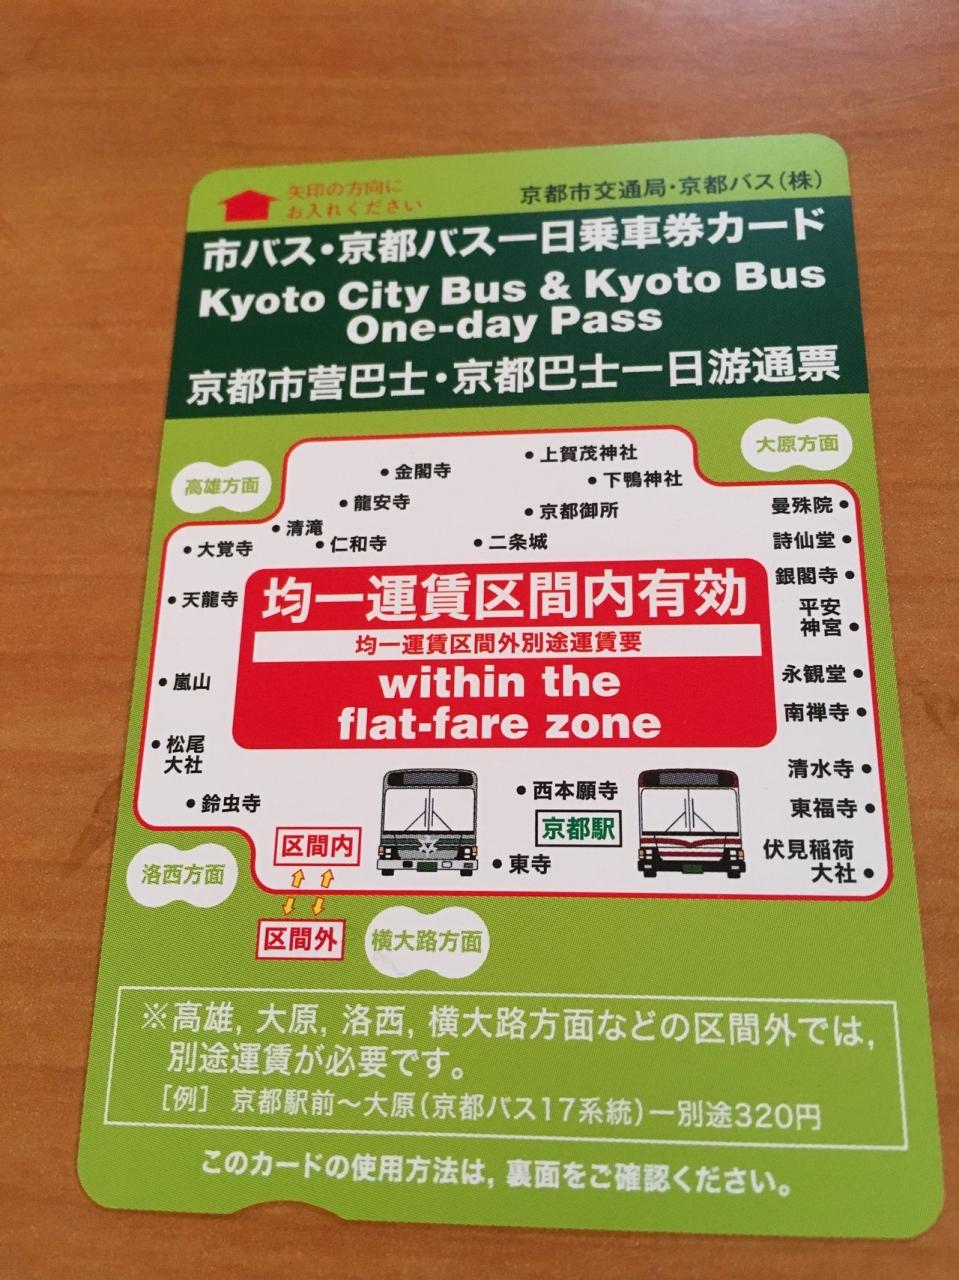 矢印の方向に
お入れください
京都市交通局・京都バス(株)
市バス・京都バス一日乗車券カード
Kyoto City Bus & Kyoto Bus
One-day Pass
京都市营巴士・京都巴士一日游通票
大原方面
高雄方面
・金閣寺
・上賀茂神社
・下鴨神社
・龍安寺
・京都御所
曼殊院・
・清滝
・大覚寺
・仁和寺
・二条城
詩仙堂・
銀閣寺・
・天龍寺
平安
神宮・
均一運賃区間内有効
均一運賃区間外別途運賃要
within the
flat-fare zone
・嵐山
永観堂・
南禅寺・
・松尾
大社
清水寺・
・鈴虫寺
・西本願寺
東福寺・
京都駅
・東寺
伏見稲荷
大社・
区間内
洛西方面
区間外
横大路方面
※高雄, 大原, 洛西, 横大路方面などの区間外では,
別途運賃が必要です。
[例] 京都駅前〜大原(京都バス17系統)ー別途320円
このカードの使用方法は, 裏面をご確認ください。